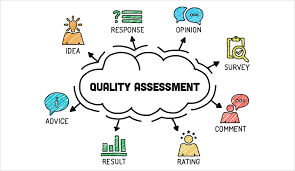 RESPONSE
OPINION
IDEA
SURVEY
QUALITY ASSESSMENT
ADVICE
COMMENT
RESULT
RATING